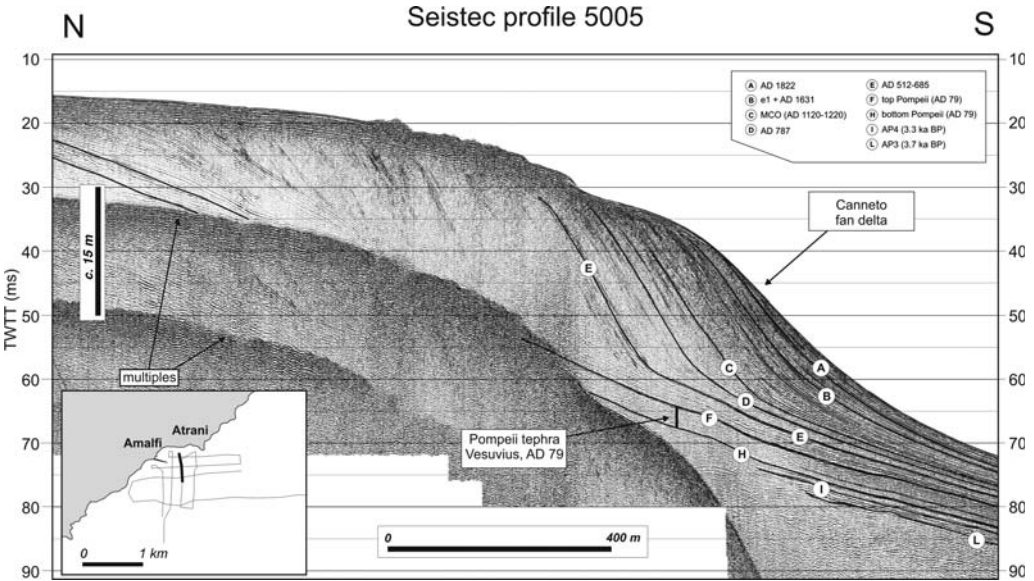 Seistec profile 5005
N
S
10
20
30
40
50
60
70
80
90
TWTT (ms)
10
20
30
40
50
60
70
80
90
A AD 1822
B e1 + AD 1631
C MCO (AD 1120-1220)
D AD 787
E AD 512-685
F top Pompeii (AD 79)
H bottom Pompeii (AD 79)
I AP4 (3.3 ka BP)
L AP3 (3.7 ka BP)
Canneto
fan delta
c. 15 m
multiples
E
C
A
D
B
F
E
H
I
L
Pompeii tephra
Vesuvius, AD 79
Atrani
Amalfi
0 1 km
0 400 m